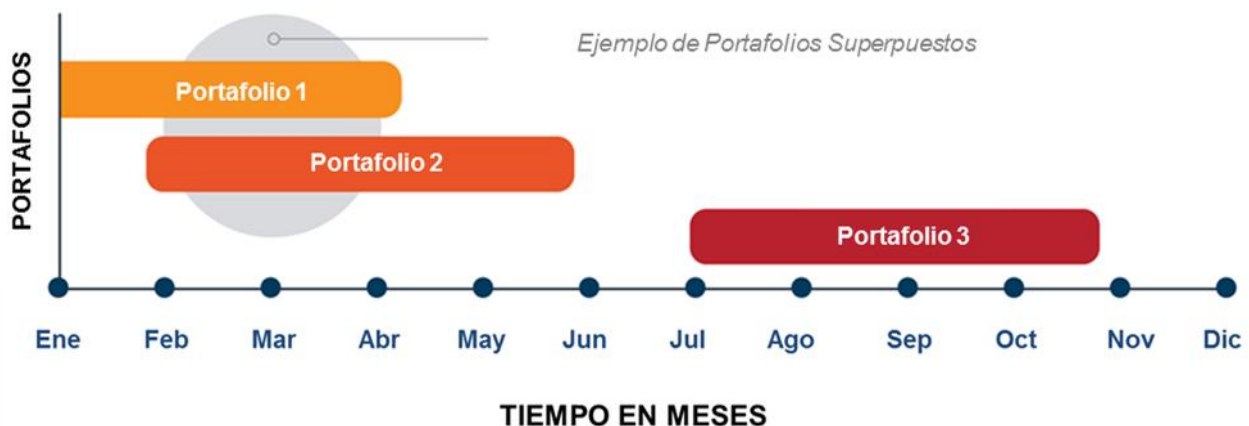 Ejemplo de Portafolios Superpuestos
PORTAFOLIOS
Portafolio 1
Portafolio 2
Portafolio 3
Ene Feb Mar Abr May Jun Jul Ago Sep Oct Nov Dic
TIEMPO EN MESES